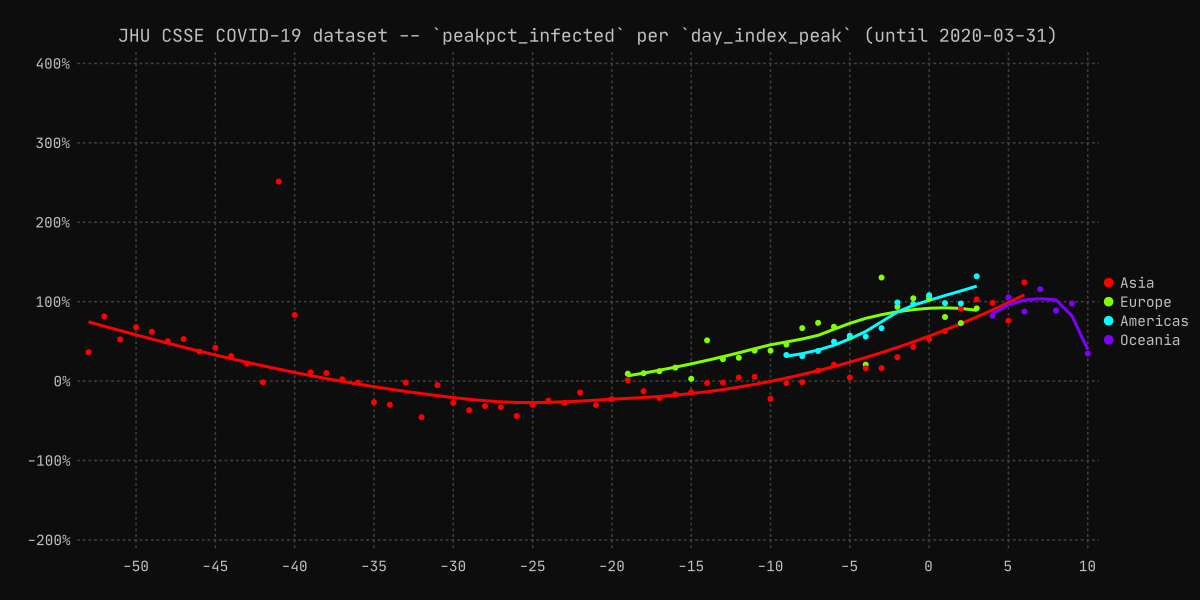 JHU CSSE COVID-19 dataset -- `peakpct_infected` per `day_index_peak` (until 2020-03-31)
400%
300%
200%
100%
0%
-100%
-200%
-50 -45 -40 -35 -30 -25 -20 -15 -10 -5 0 5 10
Asia
Europe
Americas
Oceania